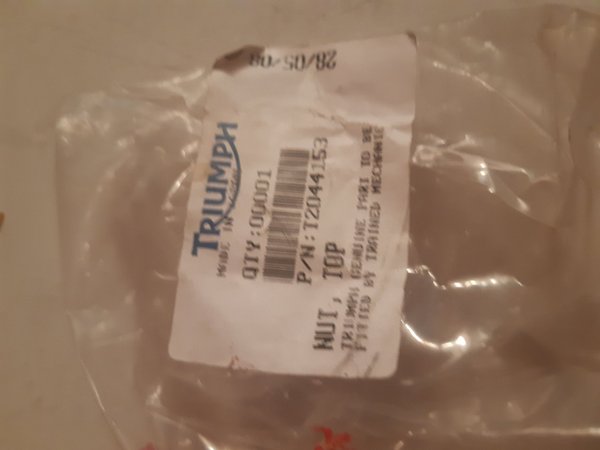 28/05/08
TRIUMPH
MADE IN
QTY:00001
P/N:T2044153
NUT, TOP
TRIUMPH GENUINE PART TO BE
FITTED BY TRAINED MECHANIC